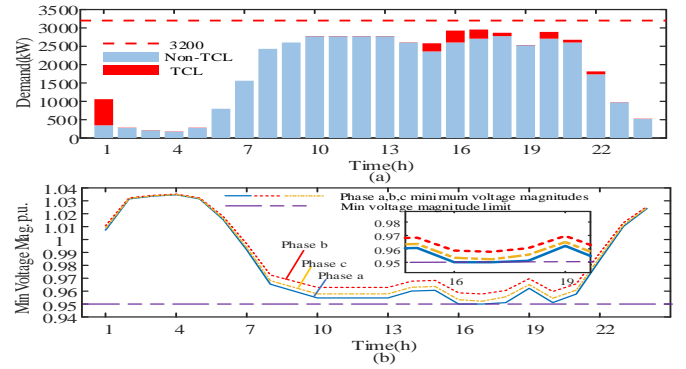 3500
3000
2500
2000
1500
1000
500
0
Demand(kW)
3200
Non-TCL
TCL
1 4 7 10 13 16 19 22
Time(h)
(a)
1.04
1.03
1.02
1.01
1
0.99
0.98
0.97
0.96
0.95
0.94
Min Voltage Mag. p.u.
Phase a,b,c minimum voltage magnitudes
Min voltage magnitude limit
Phase b
Phase c
Phase a
0.98
0.97
0.96
0.95
16 19
1 4 7 10 13 16 19 22
Time(h)
(b)